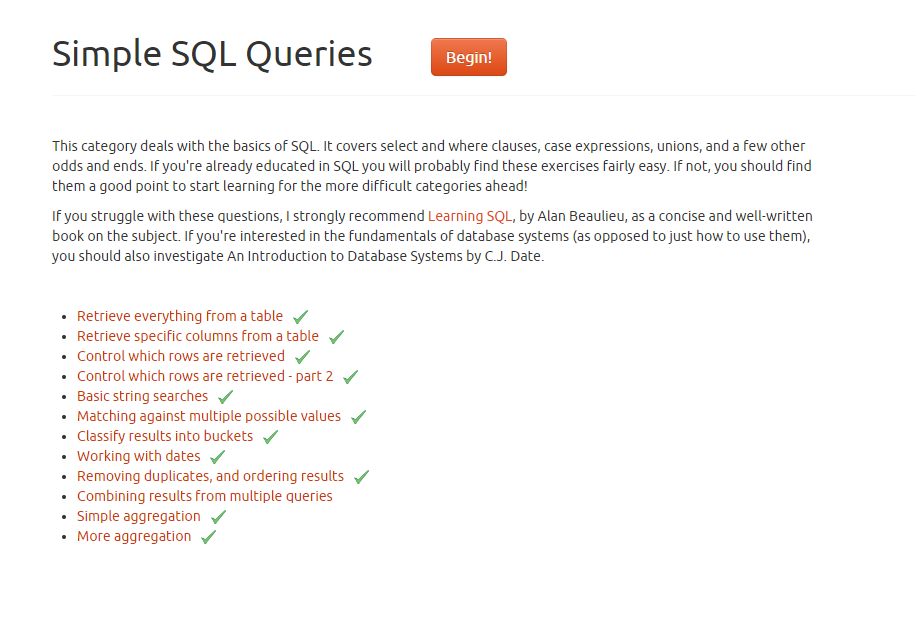 Simple SQL Queries
Begin!
This category deals with the basics of SQL. It covers select and where clauses, case expressions, unions, and a few other
odds and ends. If you're already educated in SQL you will probably find these exercises fairly easy. If not, you should find
them a good point to start learning for the more difficult categories ahead!
If you struggle with these questions, I strongly recommend Learning SQL, by Alan Beaulieu, as a concise and well-written
book on the subject. If you're interested in the fundamentals of database systems (as opposed to just how to use them),
you should also investigate An Introduction to Database Systems by C.J. Date.
Retrieve everything from a table
Retrieve specific columns from a table
Control which rows are retrieved
Control which rows are retrieved - part 2
Basic string searches
Matching against multiple possible values
Classify results into buckets
Working with dates
Removing duplicates, and ordering results
Combining results from multiple queries
Simple aggregation
More aggregation